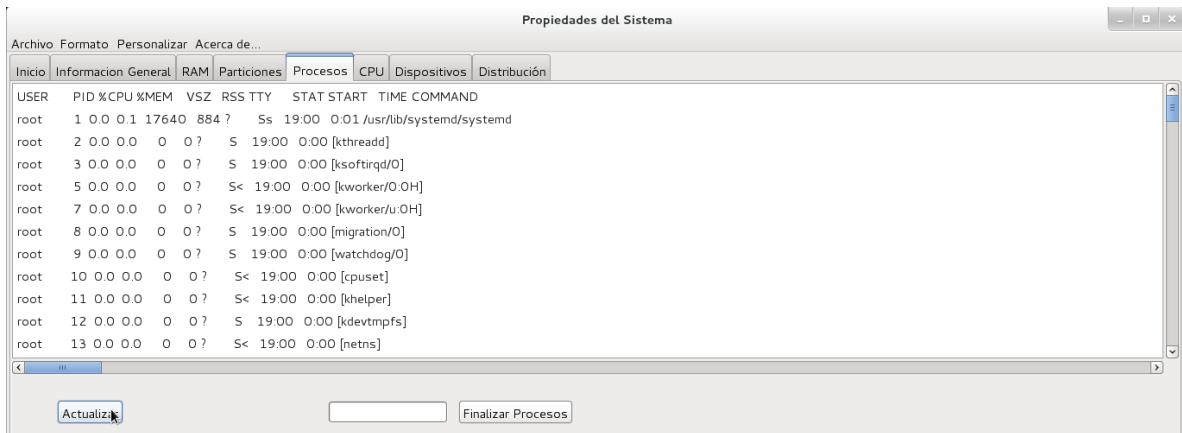 Propiedades del Sistema
Archivo Formato Personalizar Acerca de...
Inicio Informacion General RAM Particiones Procesos CPU Dispositivos Distribución
USER PID %CPU %MEM VSZ RSS TTY STAT START TIME COMMAND
root 1 0.0 0.1 17640 884 ? Ss 19:00 0:01 /usr/lib/systemd/systemd
root 2 0.0 0.0 0 0 ? S 19:00 0:00 [kthreadd]
root 3 0.0 0.0 0 0 ? S 19:00 0:00 [ksoftirqd/0]
root 5 0.0 0.0 0 0 ? S< 19:00 0:00 [kworker/0:0H]
root 7 0.0 0.0 0 0 ? S< 19:00 0:00 [kworker/u:0H]
root 8 0.0 0.0 0 0 ? S 19:00 0:00 [migration/0]
root 9 0.0 0.0 0 0 ? S 19:00 0:00 [watchdog/0]
root 10 0.0 0.0 0 0 ? S< 19:00 0:00 [cpuset]
root 11 0.0 0.0 0 0 ? S< 19:00 0:00 [khelper]
root 12 0.0 0.0 0 0 ? S 19:00 0:00 [kdevtmpfs]
root 13 0.0 0.0 0 0 ? S< 19:00 0:00 [netns]
Actualizar Finalizar Procesos